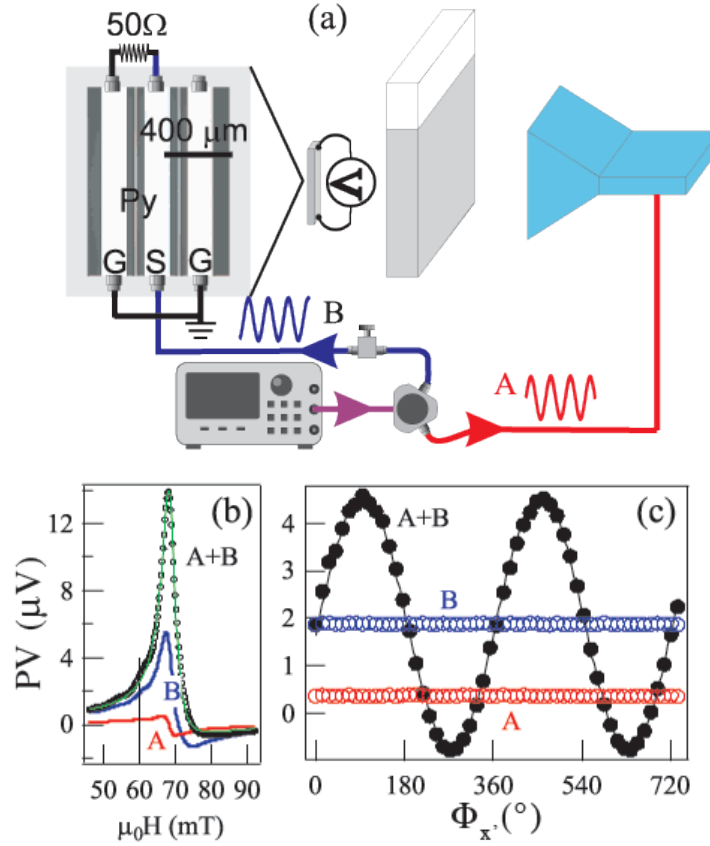 (a)
50Ω
400 μm
Py
G S G
V
B
A
(b)
A+B
B
A
PV (μV)
12
8
4
0
50 60 70 80 90
μ₀H (mT)
(c)
A+B
B
A
4
3
2
1
0
0 180 360 540 720
Φx'(°)